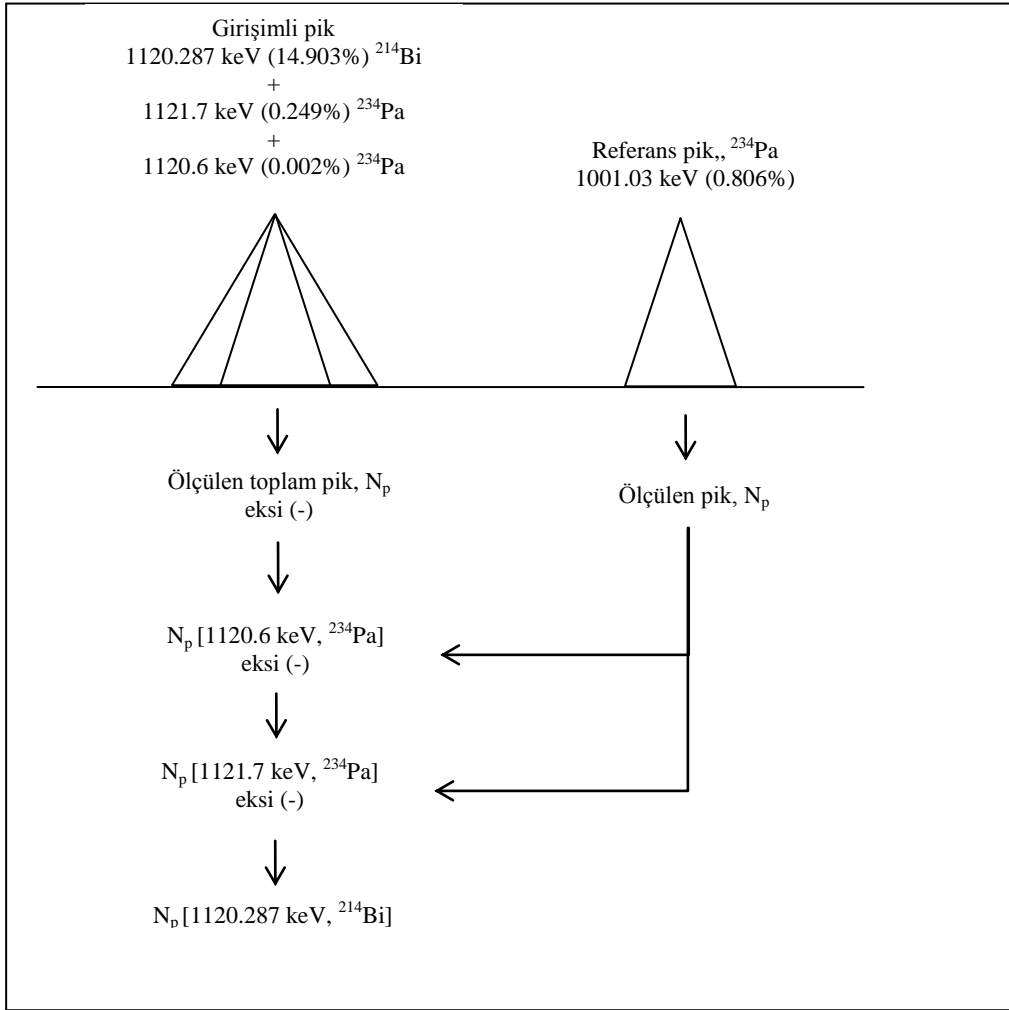 Girişimli pik
1120.287 keV (14.903%) ²¹⁴Bi
+
1121.7 keV (0.249%) ²³⁴Pa
+
1120.6 keV (0.002%) ²³⁴Pa
Referans pik,, ²³⁴Pa
1001.03 keV (0.806%)
Ölçülen toplam pik, Nₚ
eksi (-)
Ölçülen pik, Nₚ
Nₚ [1120.6 keV, ²³⁴Pa]
eksi (-)
Nₚ [1121.7 keV, ²³⁴Pa]
eksi (-)
Nₚ [1120.287 keV, ²¹⁴Bi]